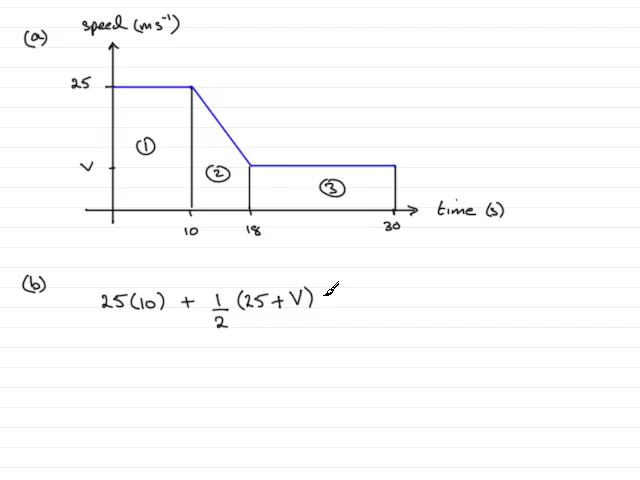 (a)
speed (ms⁻¹)
25
①
V
②
③
time (s)
10
18
30
(b)
25(10) + 1/2 (25 + V)